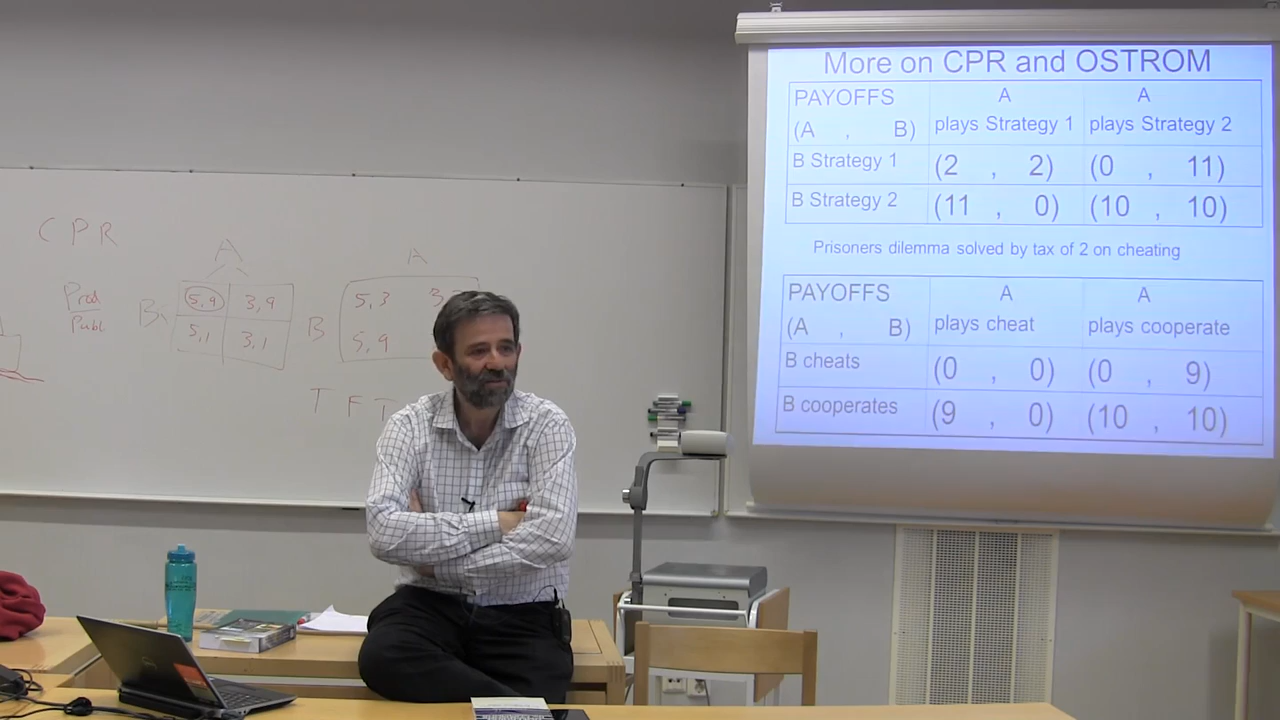 More on CPR and OSTROM
PAYOFFS A A
(A , B) plays Strategy 1 plays Strategy 2
B Strategy 1 (2 , 2) (0 , 11)
B Strategy 2 (11 , 0) (10 , 10)
Prisoners dilemma solved by tax of 2 on cheating
PAYOFFS A A
(A , B) plays cheat plays cooperate
B cheats (0 , 0) (0 , 9)
B cooperates (9 , 0) (10 , 10)
CPR
Prod
Publ
A
B 5,9 3,9
5,1 3,1
A
B 5,3
5,9
T F T